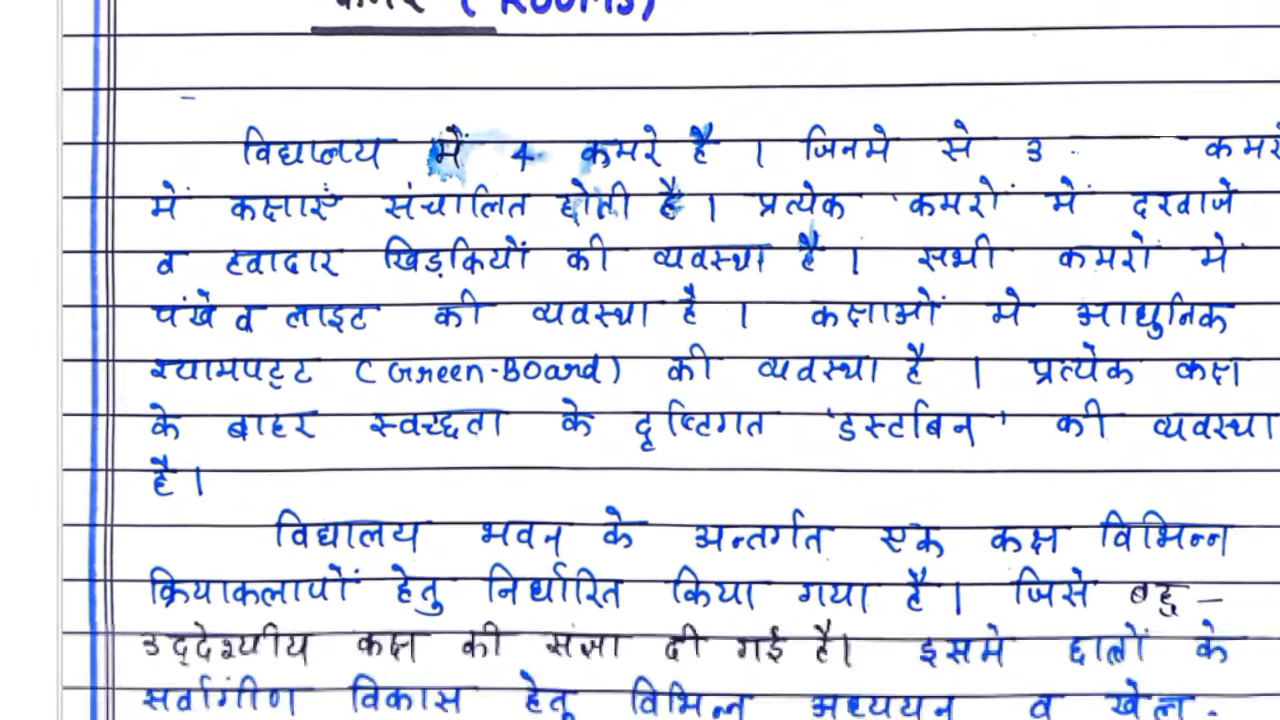 कमरे (ROOMS)
विद्यालय में 4 कमरे है । जिनमे से 3 कमरे
में कक्षाएँ संचालित होती है । प्रत्येक कमरों में दरवाजे
व हवादार खिड़कियों की व्यवस्था है । सभी कमरों में
पंखे व लाइट की व्यवस्था है । कक्षाओं मे आधुनिक
श्यामपट्ट (Green-Board) की व्यवस्था है । प्रत्येक कक्ष
के बाहर स्वच्छता के दृष्टिगत 'डस्टबिन' की व्यवस्था
है ।
विद्यालय भवन के अन्तर्गत एक कक्ष विभिन्न
क्रियाकलापों हेतु निर्धारित किया गया है । जिसे बहु-
उद्देश्यीय कक्ष की संज्ञा दी गई है। इसमे छात्रों के
सर्वागीण विकास हेतु विभिन्न अध्ययन व खेल-